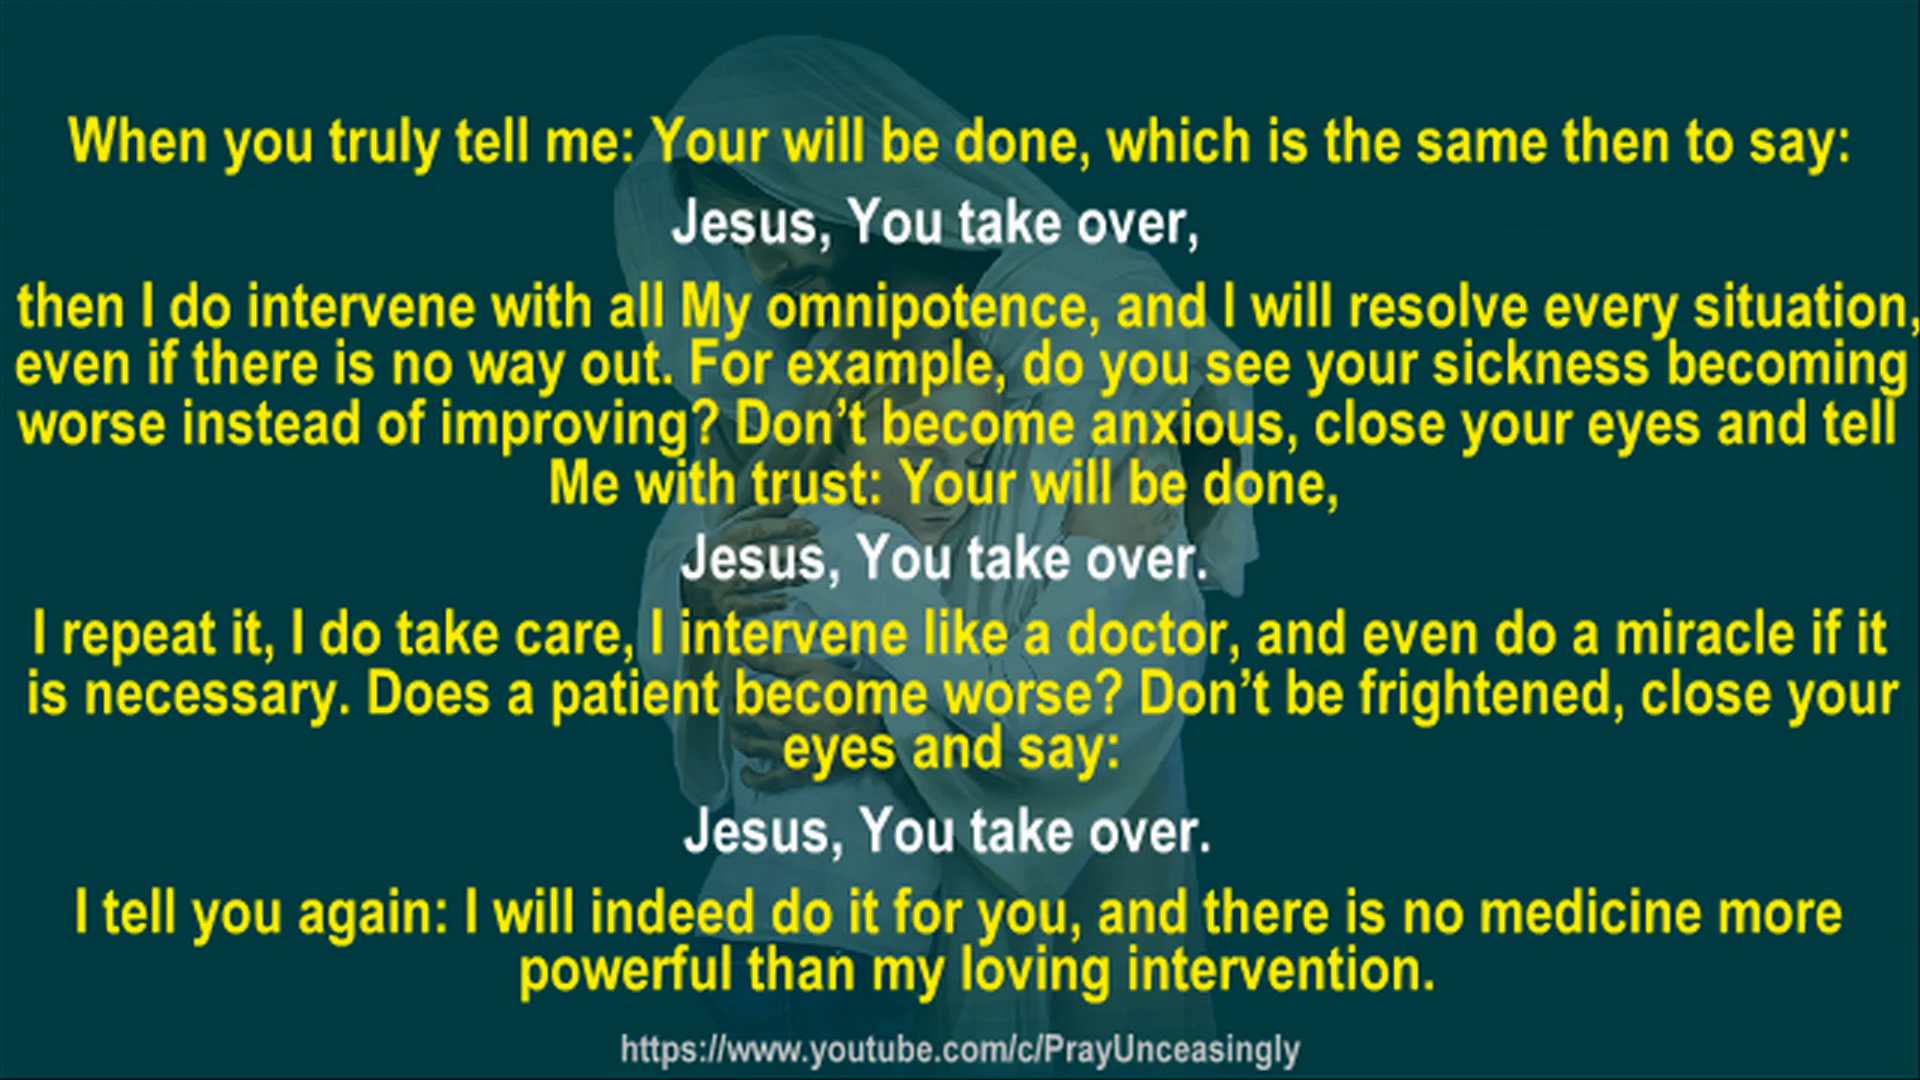 When you truly tell me: Your will be done, which is the same then to say:
Jesus, You take over,
then I do intervene with all My omnipotence, and I will resolve every situation,
even if there is no way out. For example, do you see your sickness becoming
worse instead of improving? Don’t become anxious, close your eyes and tell
Me with trust: Your will be done,
Jesus, You take over.
I repeat it, I do take care, I intervene like a doctor, and even do a miracle if it
is necessary. Does a patient become worse? Don’t be frightened, close your
eyes and say:
Jesus, You take over.
I tell you again: I will indeed do it for you, and there is no medicine more
powerful than my loving intervention.
https://www.youtube.com/c/PrayUnceasingly